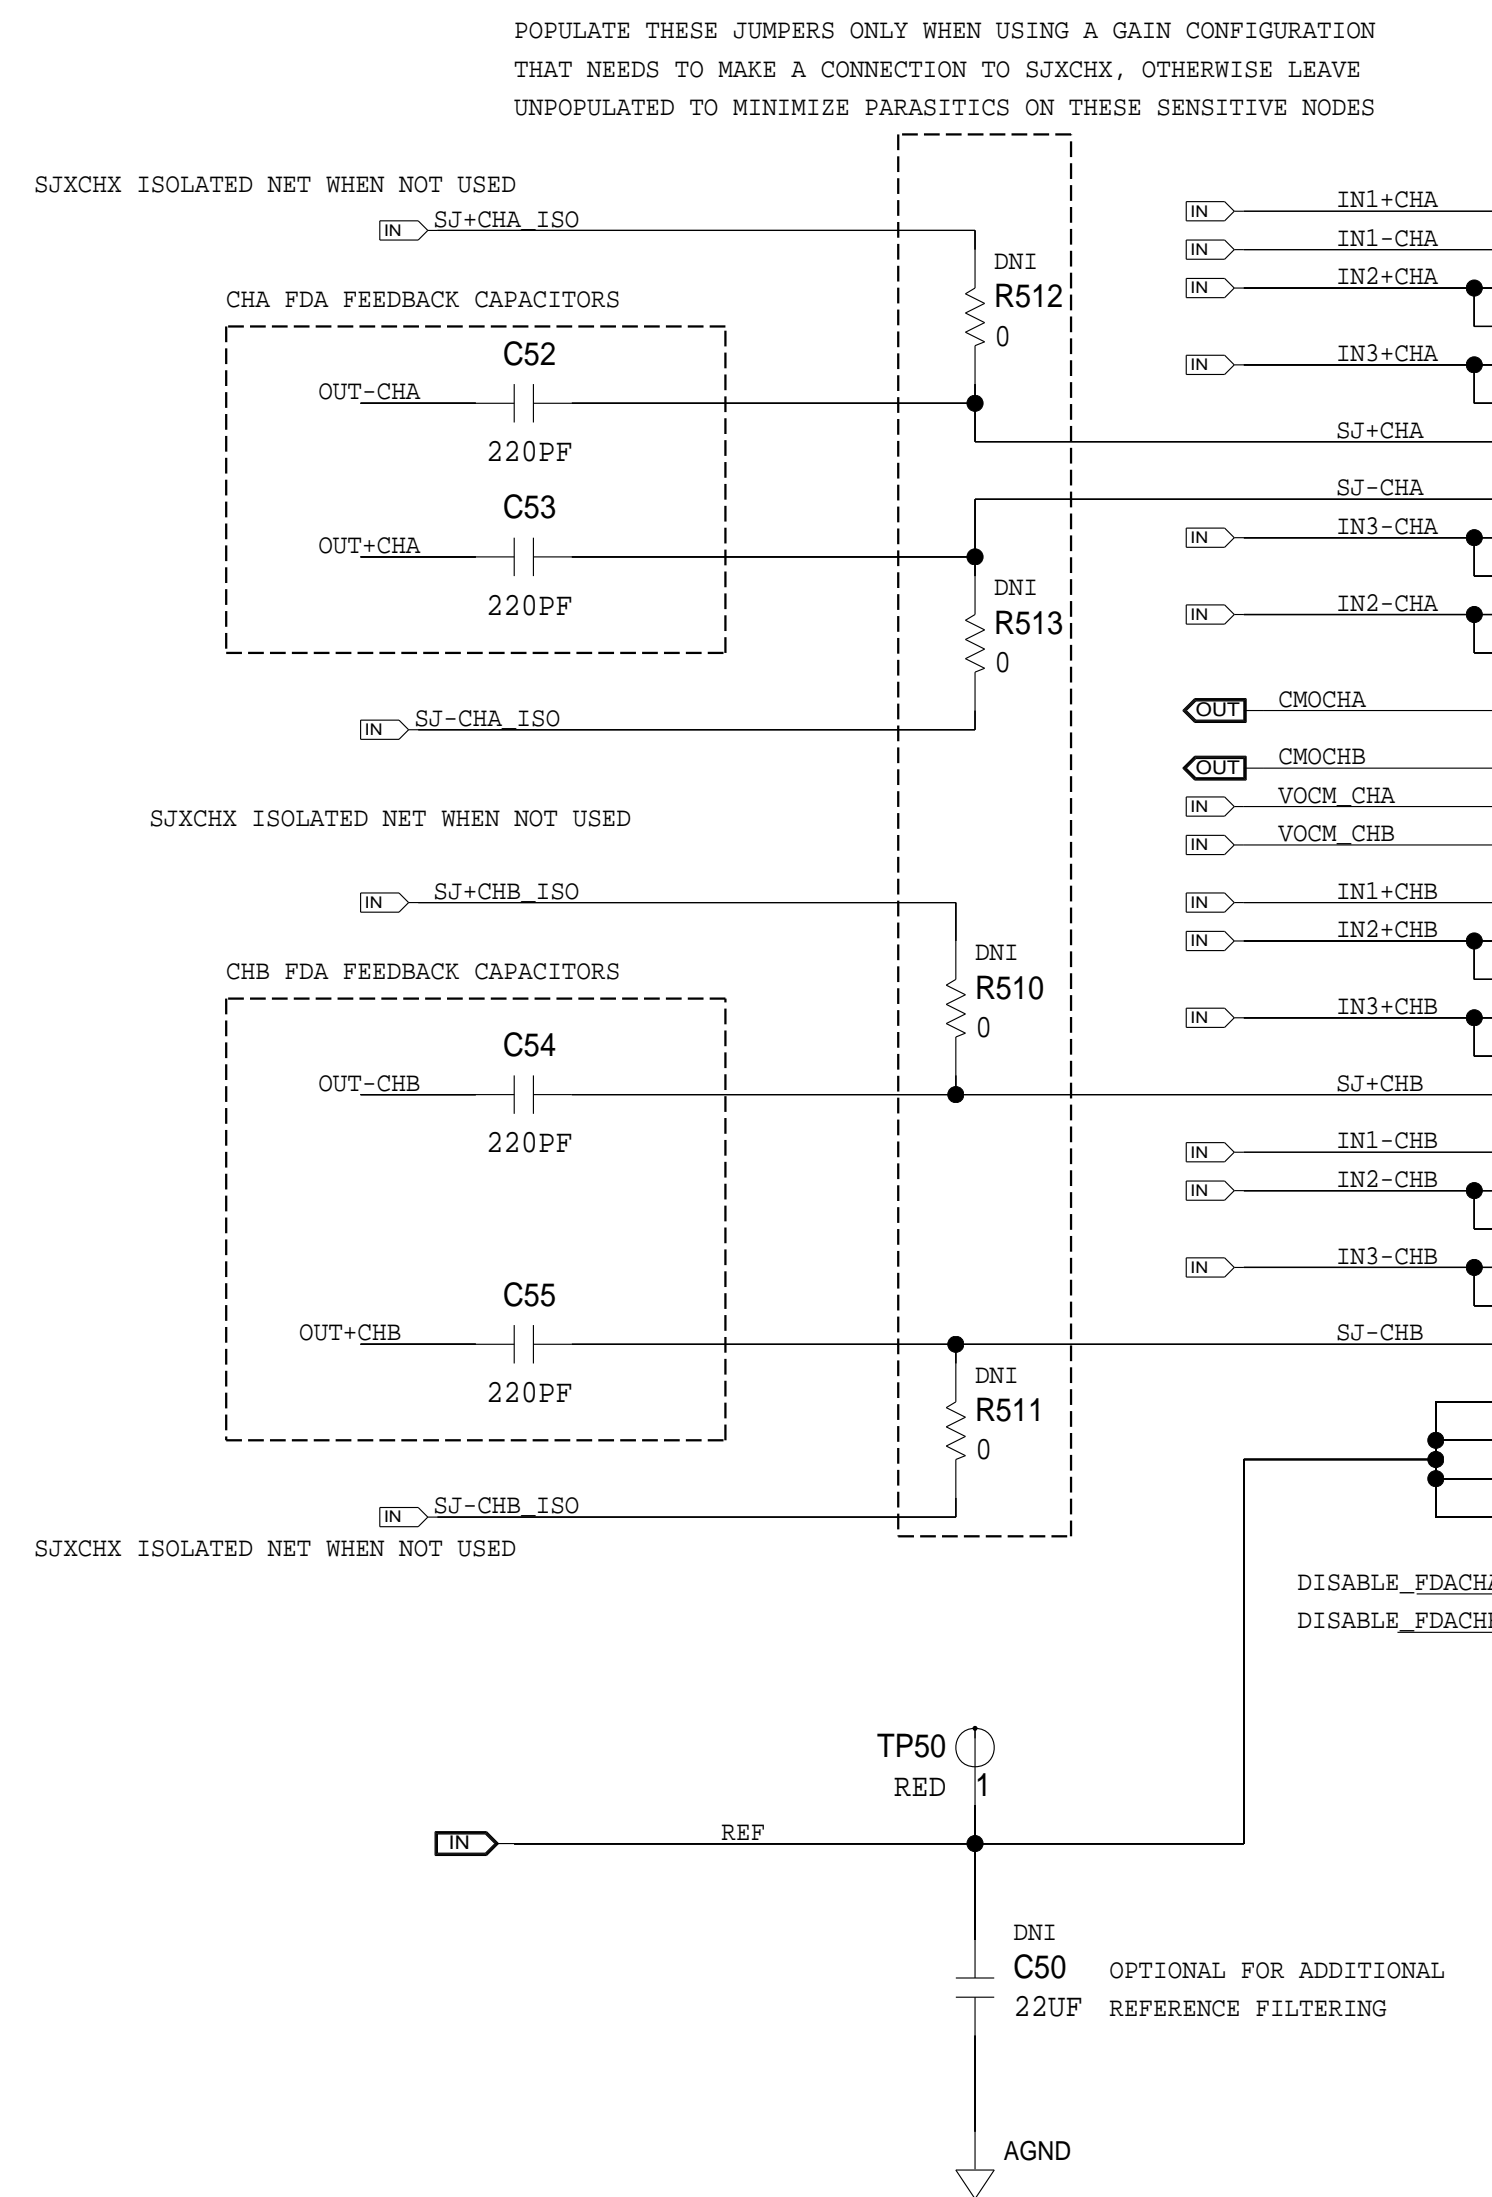 POPULATE THESE JUMPERS ONLY WHEN USING A GAIN CONFIGURATION
THAT NEEDS TO MAKE A CONNECTION TO SJXCHX, OTHERWISE LEAVE
UNPOPULATED TO MINIMIZE PARASITICS ON THESE SENSITIVE NODES
SJXCHX ISOLATED NET WHEN NOT USED
IN
SJ+CHA_ISO
DNI
R512
0
CHA FDA FEEDBACK CAPACITORS
C52
OUT-CHA
220PF
C53
OUT+CHA
220PF
DNI
R513
0
IN
SJ-CHA_ISO
SJXCHX ISOLATED NET WHEN NOT USED
IN
SJ+CHB_ISO
DNI
R510
0
CHB FDA FEEDBACK CAPACITORS
C54
OUT-CHB
220PF
C55
OUT+CHB
220PF
DNI
R511
0
IN
SJ-CHB_ISO
SJXCHX ISOLATED NET WHEN NOT USED
IN
IN1+CHA
IN
IN1-CHA
IN
IN2+CHA
IN
IN3+CHA
SJ+CHA
SJ-CHA
IN
IN3-CHA
IN
IN2-CHA
OUT
CMOCHA
OUT
CMOCHB
IN
VOCM_CHA
IN
VOCM_CHB
IN
IN1+CHB
IN
IN2+CHB
IN
IN3+CHB
SJ+CHB
IN
IN1-CHB
IN
IN2-CHB
IN
IN3-CHB
SJ-CHB
DISABLE_FDACHA
DISABLE_FDACHB
TP50
RED
1
IN
REF
DNI
C50
22UF
OPTIONAL FOR ADDITIONAL
REFERENCE FILTERING
AGND